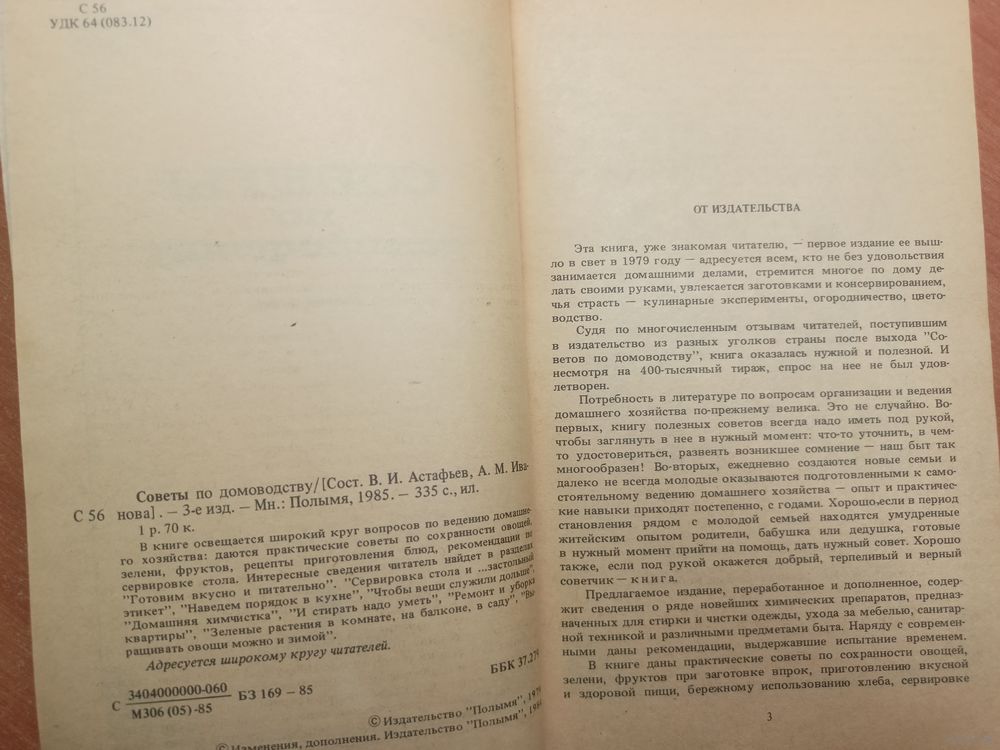 С 56
УДК 64 (083.12)
Советы по домоводству/[Сост. В. И. Астафьев, А. М. Ива-
С 56 нова] . – 3-е изд. – Мн.: Полымя, 1985. – 335 с., ил.
1 р. 70 к.
В книге освещается широкий круг вопросов по ведению домашне-
го хозяйства: даются практические советы по сохранности овощей,
зелени, фруктов, рецепты приготовления блюд, рекомендации по
сервировке стола. Интересные сведения читатель найдет в разделах
"Готовим вкусно и питательно". "Сервировка стола и ...застольный
этикет", "Наведем порядок в кухне", "Чтобы вещи служили дольше",
"Домашняя химчистка", "И стирать надо уметь", "Ремонт и уборка
квартиры", "Зеленые растения в комнате, на балконе, в саду", "Вы-
ращивать овощи можно и зимой".
Адресуется широкому кругу читателей.
С 3404000000-060 БЗ 169 – 85
М306 (05) -85
ББК 37.279
© Издательство "Полымя", 1979
© Изменения, дополнения. Издательство "Полымя",
ОТ ИЗДАТЕЛЬСТВА
Эта книга, уже знакомая читателю, — первое издание ее выш-
ло в свет в 1979 году — адресуется всем, кто не без удовольствия
занимается домашними делами, стремится многое по дому де-
лать своими руками, увлекается заготовками и консервированием,
чья страсть — кулинарные эксперименты, огородничество, цвето-
водство.
Судя по многочисленным отзывам читателей, поступившим
в издательство из разных уголков страны после выхода "Со-
ветов по домоводству", книга оказалась нужной и полезной. И
несмотря на 400-тысячный тираж, спрос на нее не был удов-
летворен.
Потребность в литературе по вопросам организации и ведения
домашнего хозяйства по-прежнему велика. Это не случайно. Во-
первых, книгу полезных советов всегда надо иметь под рукой,
чтобы заглянуть в нее в нужный момент: что-то уточнить, в чем-
то удостовериться, развеять возникшее сомнение — наш быт так
многообразен! Во-вторых, ежедневно создаются новые семьи и
далеко не всегда молодые оказываются подготовленными к само-
стоятельному ведению домашнего хозяйства — опыт и практичес-
кие навыки приходят постепенно, с годами. Хорошо,если в период
становления рядом с молодой семьей находятся умудренные
житейским опытом родители, бабушка или дедушка, готовые
в нужный момент прийти на помощь, дать нужный совет. Хорошо
также, если под рукой окажется добрый, терпеливый и верный
советчик — книга.
Предлагаемое издание, переработанное и дополненное, содер-
жит сведения о ряде новейших химических препаратов, предназ-
наченных для стирки и чистки одежды, ухода за мебелью, санитар-
ной техникой и различными предметами быта. Наряду с современ-
ными даны рекомендации, выдержавшие испытание временем.
В книге даны практические советы по сохранности овощей,
зелени, фруктов при заготовке впрок, приготовлению вкусной
и здоровой пищи, бережному использованию хлеба, сервировке
3